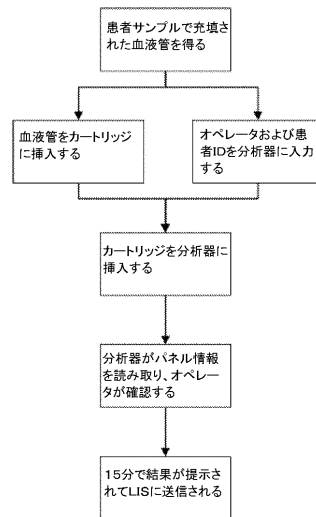 患者サンプルで充填
された血液管を得る
血液管をカートリッジ
に挿入する
オペレータおよび患
者IDを分析器に入力
する
カートリッジを分析器に
挿入する
分析器がパネル情報
を読み取り、オペレー
タが確認する
15分で結果が提示
されてLISに送信される